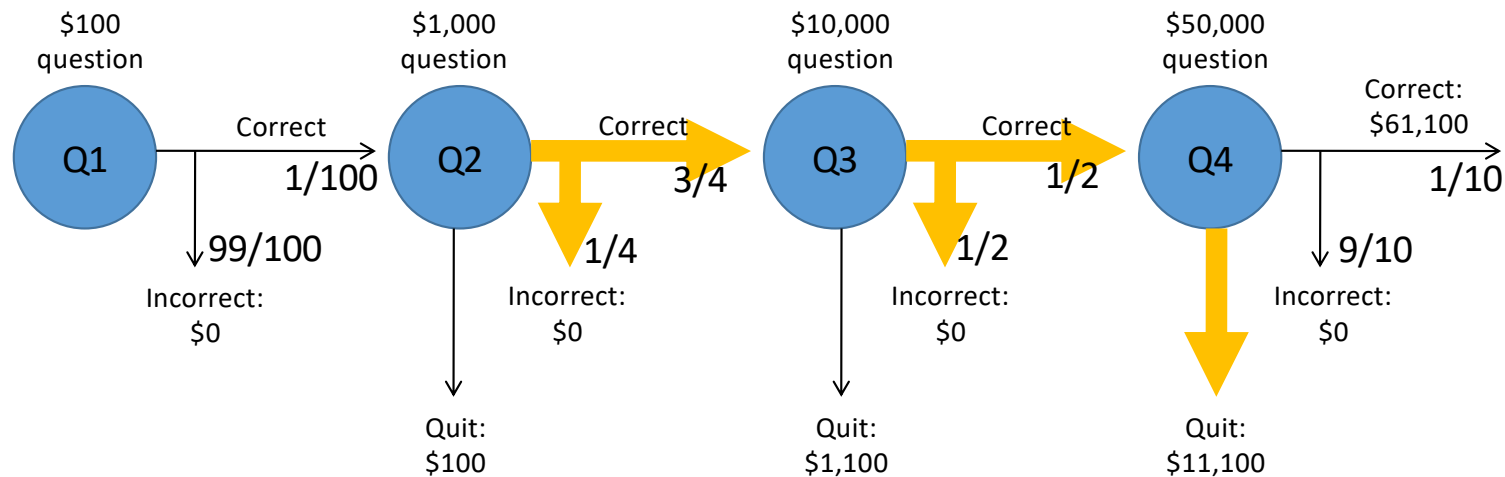 $100
question
$1,000
question
$10,000
question
$50,000
question
Q1
Correct
1/100
99/100
Incorrect:
$0
Q2
Correct
3/4
1/4
Incorrect:
$0
Quit:
$100
Q3
Correct
1/2
1/2
Incorrect:
$0
Quit:
$1,100
Q4
Correct:
$61,100
1/10
9/10
Incorrect:
$0
Quit:
$11,100